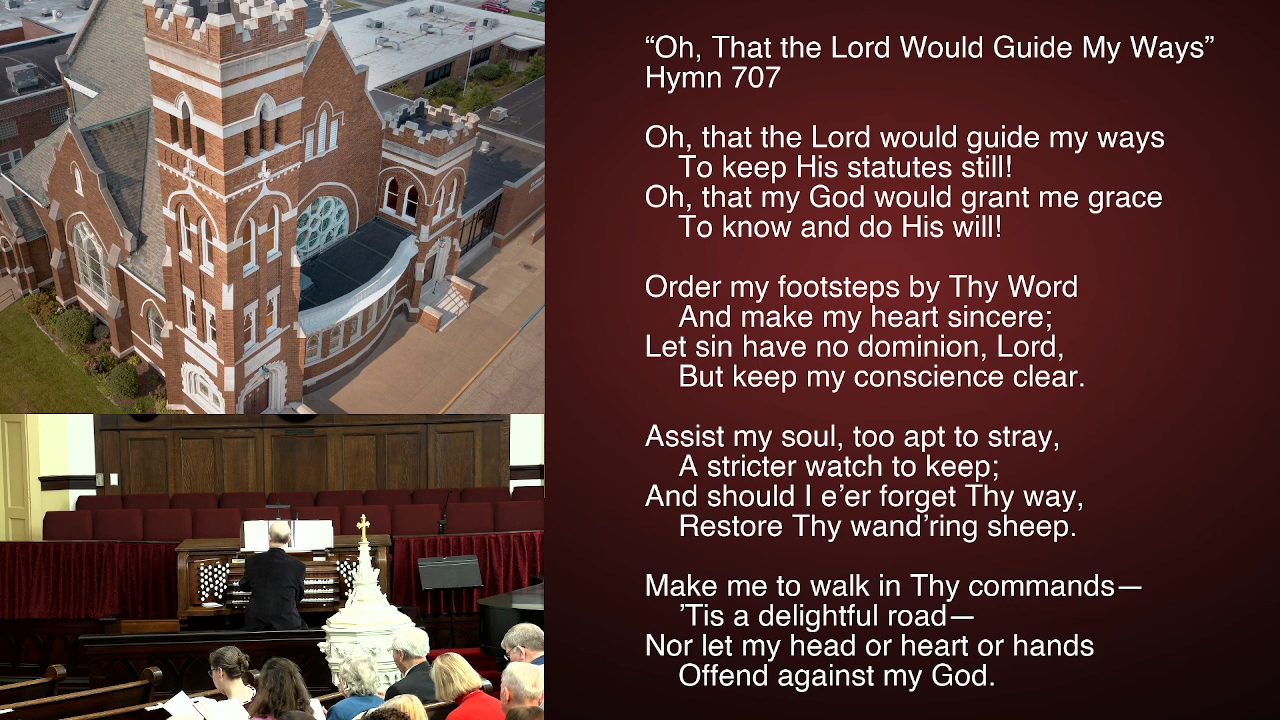 “Oh, That the Lord Would Guide My Ways”
Hymn 707
Oh, that the Lord would guide my ways
To keep His statutes still!
Oh, that my God would grant me grace
To know and do His will!
Order my footsteps by Thy Word
And make my heart sincere;
Let sin have no dominion, Lord,
But keep my conscience clear.
Assist my soul, too apt to stray,
A stricter watch to keep;
And should I e’er forget Thy way,
Restore Thy wand’ring sheep.
Make me to walk in Thy commands—
’Tis a delightful road—
Nor let my head or heart or hands
Offend against my God.